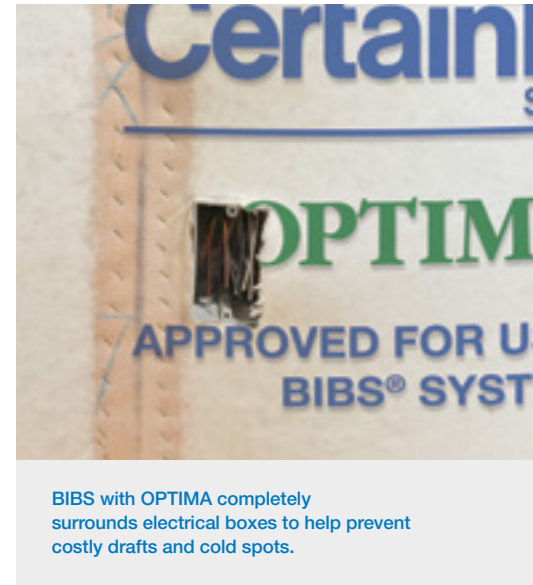 Certain
S
OPTIM
APPROVED FOR U
BIBS® SYST
BIBS with OPTIMA completely
surrounds electrical boxes to help prevent
costly drafts and cold spots.